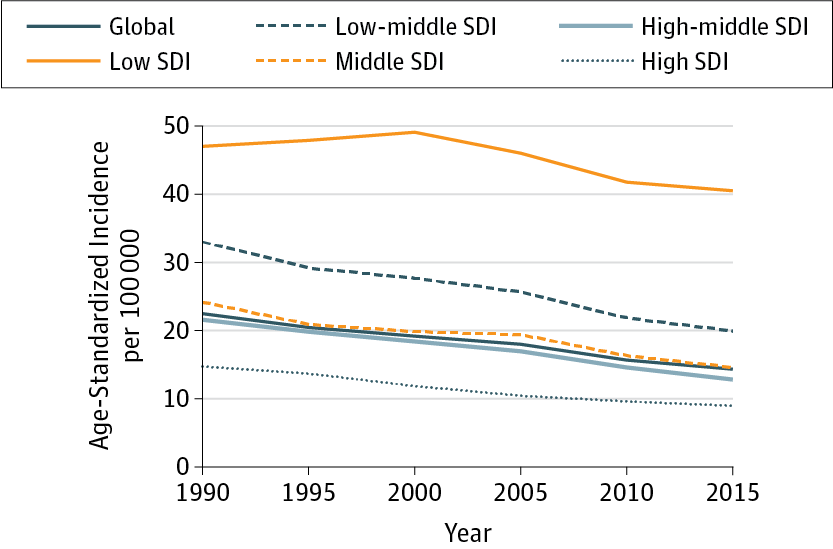 Global Low-middle SDI High-middle SDI
Low SDI Middle SDI High SDI
Age-Standardized Incidence
per 100 000
50
40
30
20
10
0
1990 1995 2000 2005 2010 2015
Year